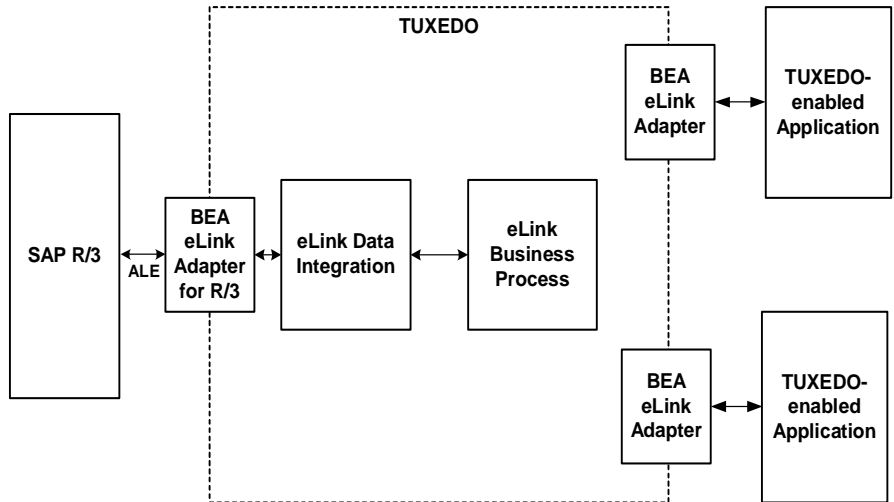 TUXEDO
BEA
eLink
Adapter
TUXEDO-
enabled
Application
SAP R/3
ALE
BEA
eLink
Adapter
for R/3
eLink Data
Integration
eLink
Business
Process
BEA
eLink
Adapter
TUXEDO-
enabled
Application